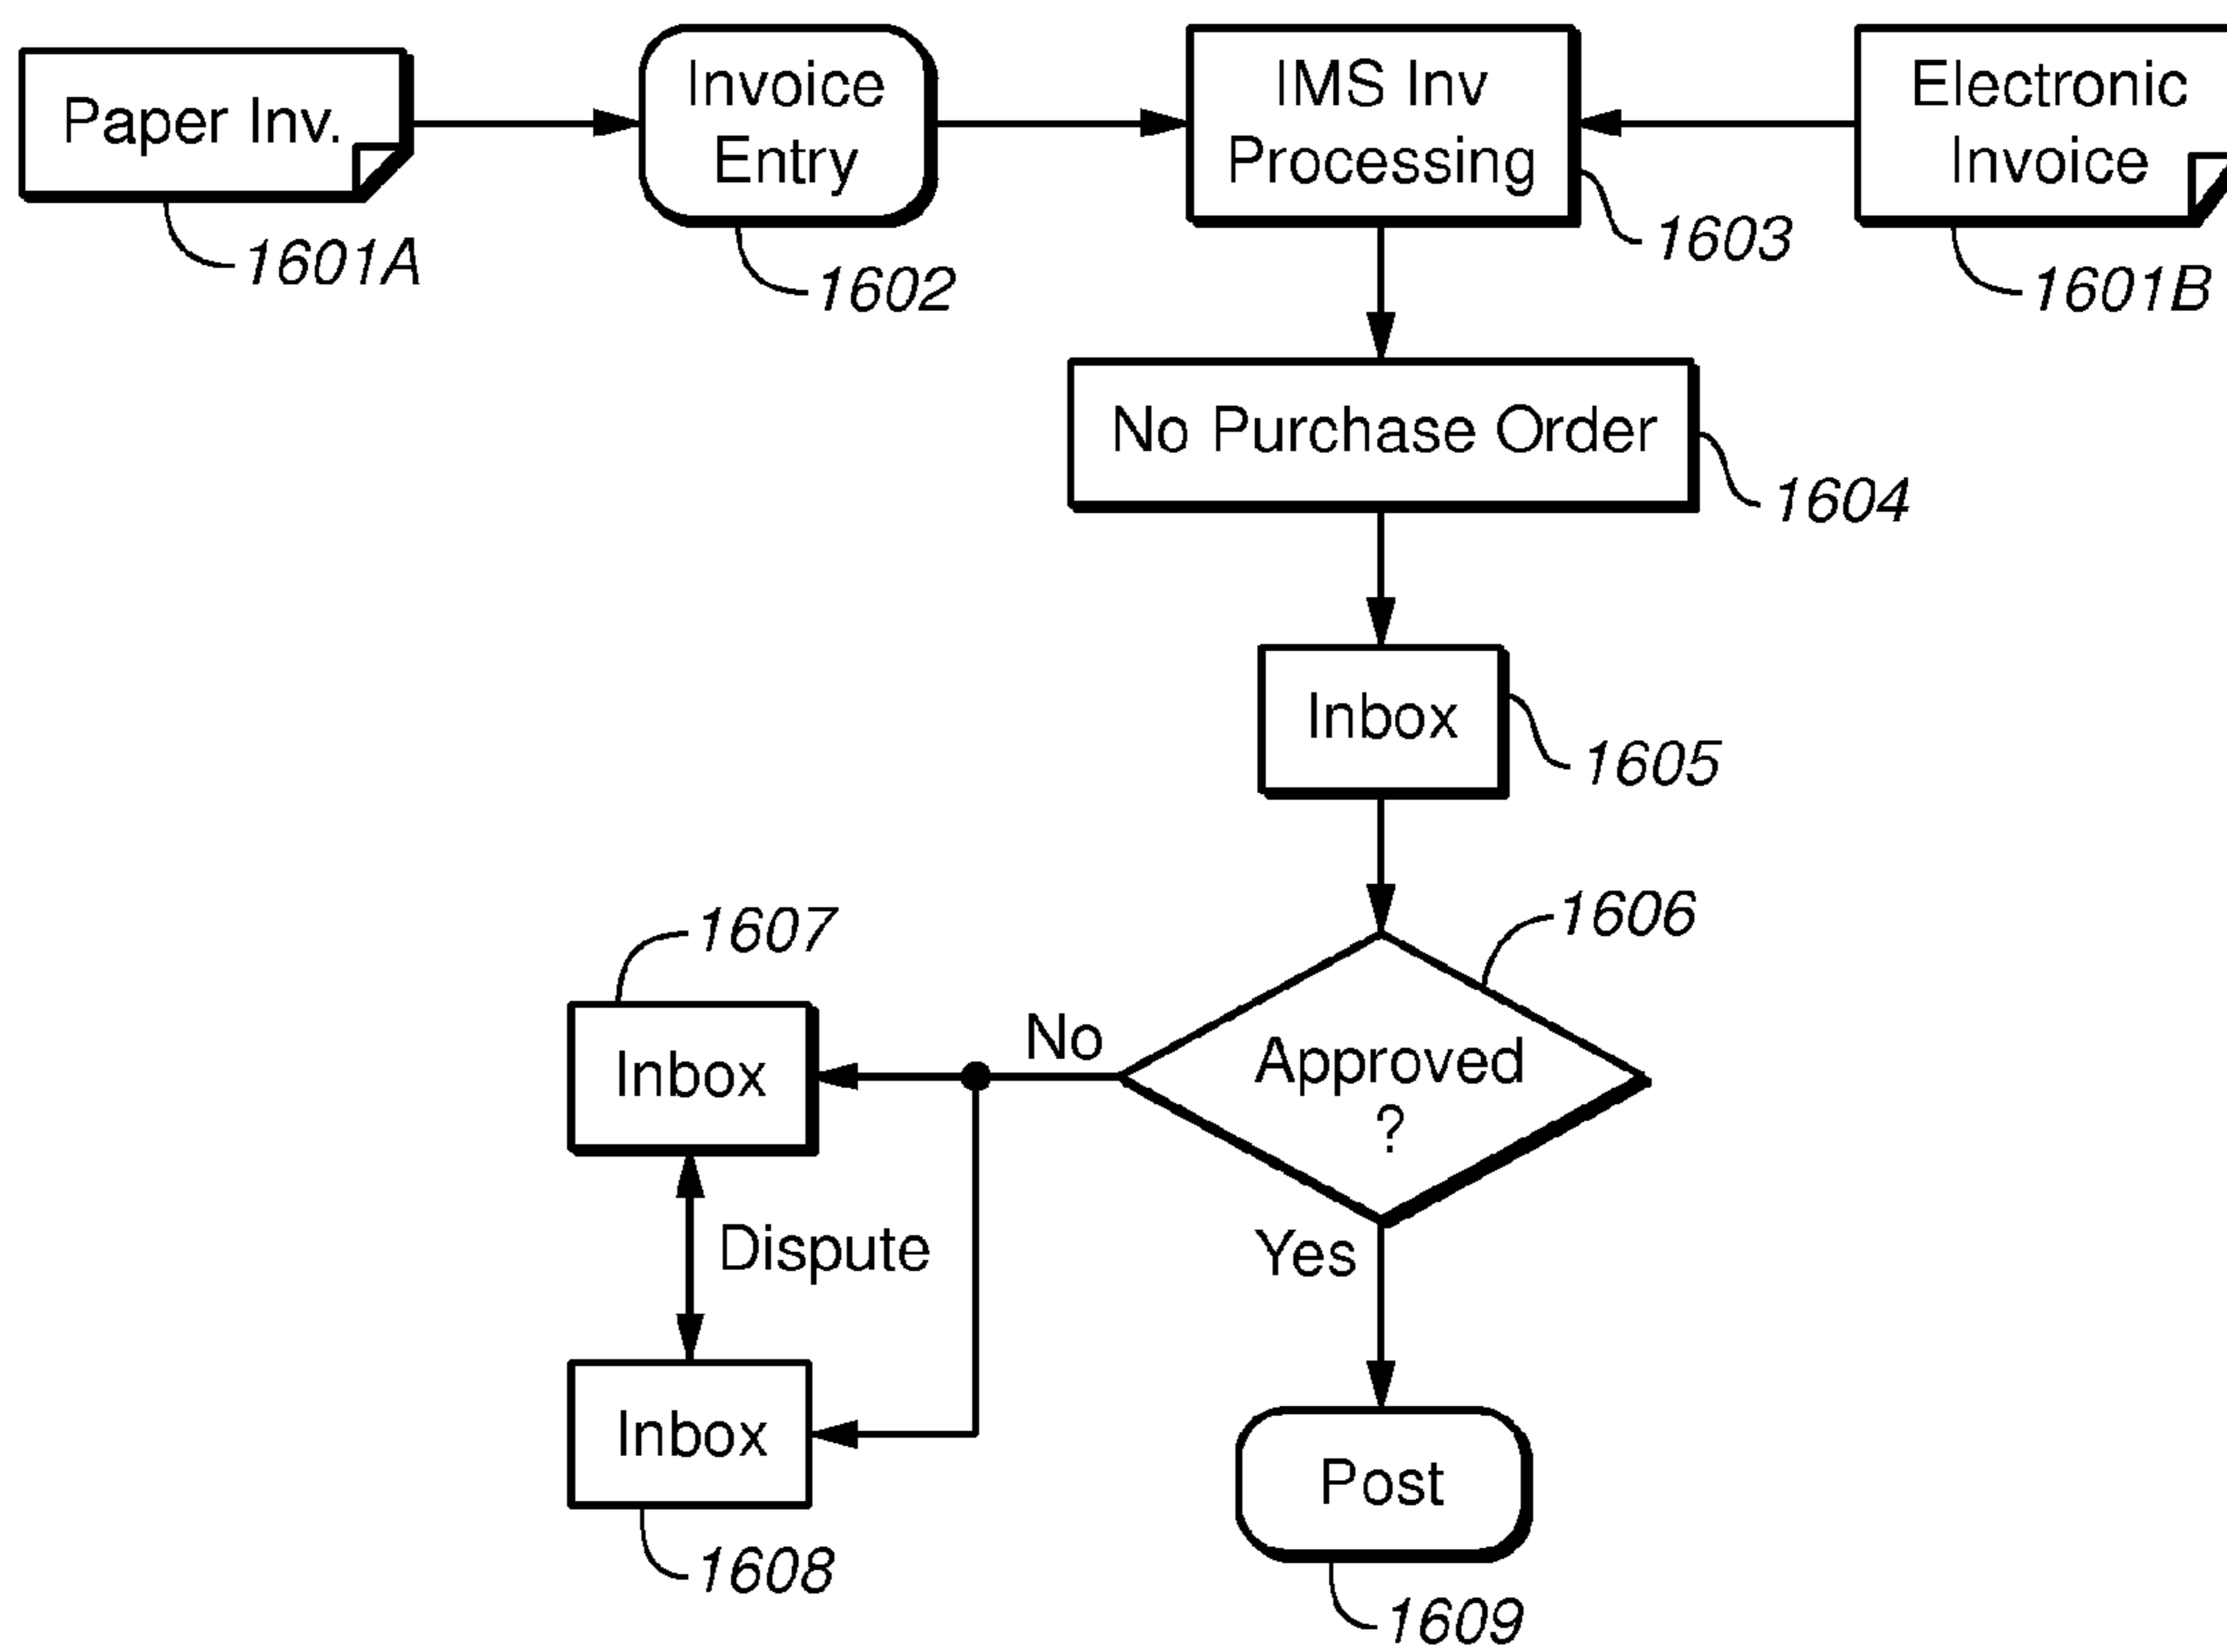 Paper Inv.
1601A
Invoice
Entry
1602
IMS Inv
Processing
1603
Electronic
Invoice
1601B
No Purchase Order
1604
Inbox
1605
1606
Approved
?
No
Yes
1607
Inbox
Dispute
Inbox
1608
Post
1609